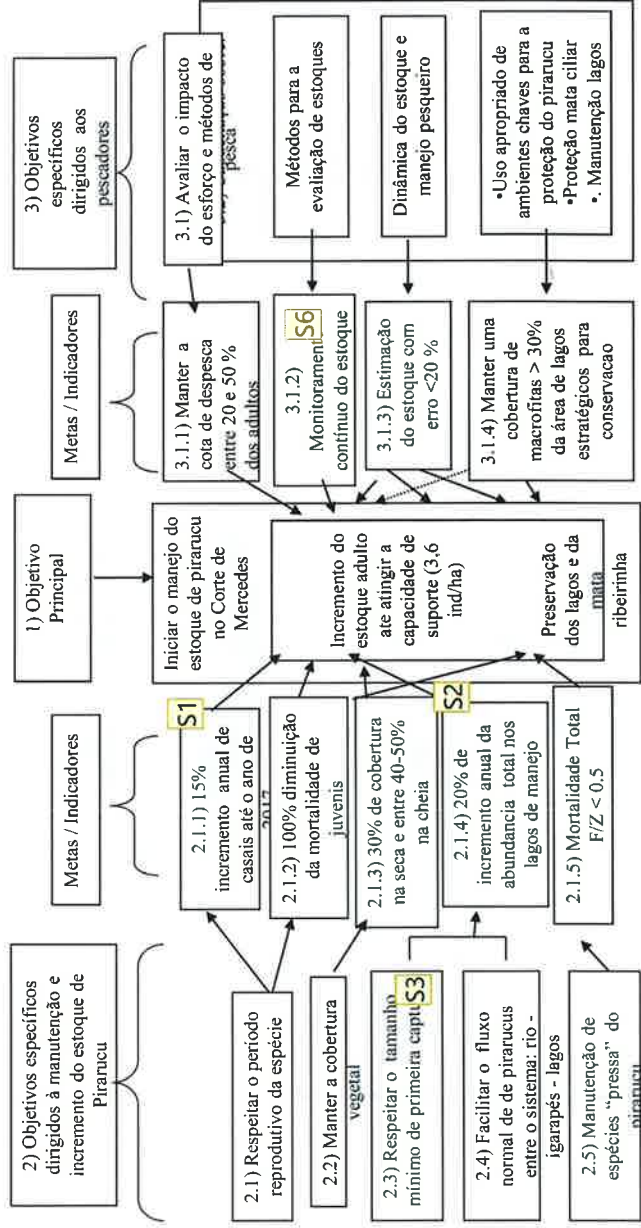 2) Objetivos específicos
dirigidos à manutenção e
incremento do estoque de
Pirarucu
2.1) Respeitar o período
reprodutivo da espécie
2.2) Manter a cobertura
vegetal
2.3) Respeitar o tamanho
mínimo de primeira captu
S3
2.4) Facilitar o fluxo
normal de de pirarucus
entre o sistema: rio -
igarapés - lagos
2.5) Manutenção de
espécies “pressa” do
pirarucu
Metas / Indicadores
S1
2.1.1) 15%
incremento anual de
casais até o ano de
2017
2.1.2) 100% diminuição
da mortalidade de
juvenis
2.1.3) 30% de cobertura
na seca e entre 40-50%
na cheia
S2
2.1.4) 20% de
incremento anual da
abundancia total nos
lagos de manejo
2.1.5) Mortalidade Total
F/Z < 0.5
1) Objetivo
Principal
Iniciar o manejo do
estoque de pirarucu
no Corte de
Mercedes
Incremento do
estoque adulto
ate atingir a
capacidade de
suporte (3,6
ind/ha)
Preservação
dos lagos e da
mata
ribeirinha
Metas / Indicadores
3.1.1) Manter a
cota de despesca
entre 20 e 50 %
dos adultos
3.1.2)
S6
Monitorament
contínuo do estoque
3.1.3) Estimação
do estoque com
erro <20 %
3.1.4) Manter uma
cobertura de
macrofitas > 30%
da área de lagos
estratégicos para
conservacao
3) Objetivos
específicos
dirigidos aos
pescadores
3.1) Avaliar o impacto
do esforço e métodos de
pesca
Métodos para a
evaluação de estoques
Dinâmica do estoque e
manejo pesqueiro
•Uso apropriado de
ambientes chaves para a
proteção do pirarucu
•Proteção mata ciliar
•. Manutenção lagos